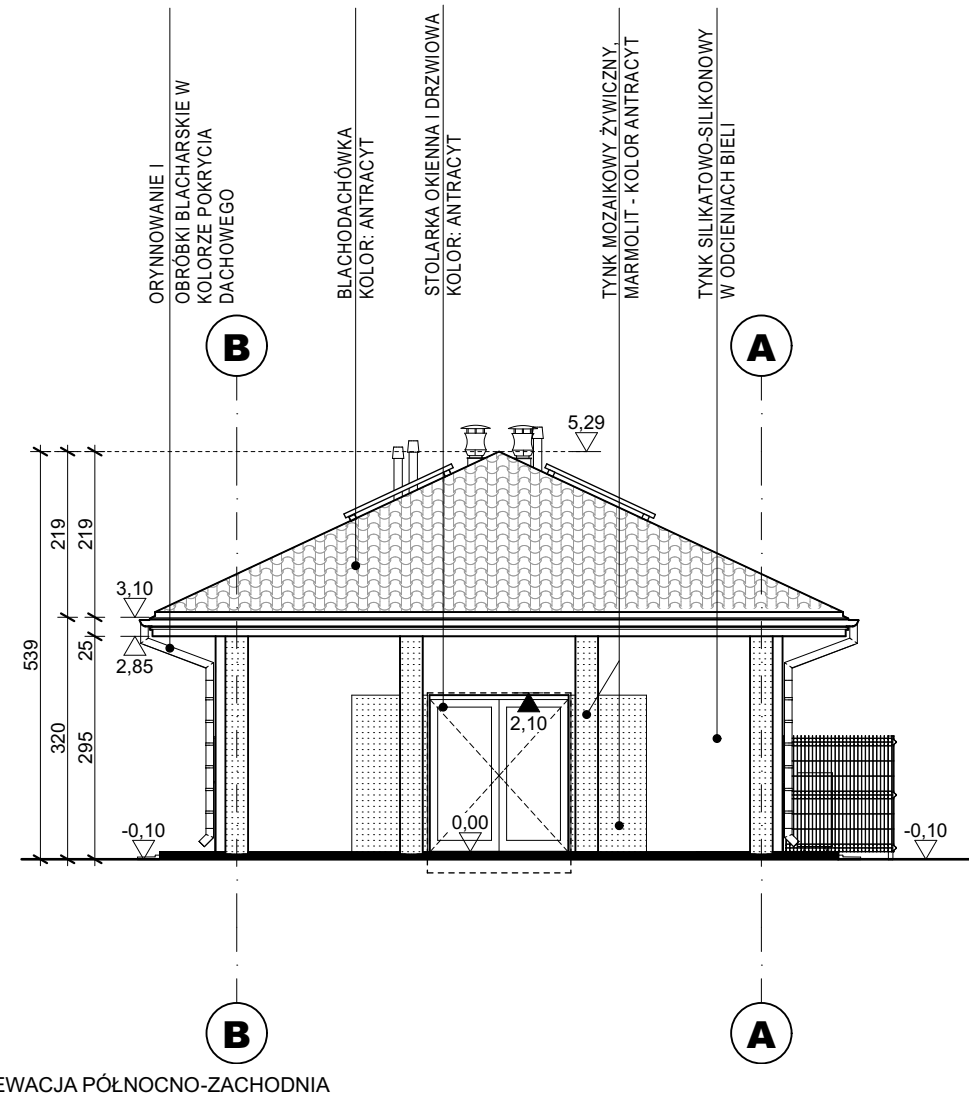 ORYNNOWANIE I
OBRÓBKI BLACHARSKIE W
KOLORZE POKRYCIA
DACHOWEGO
BLACHODACHÓWKA
KOLOR: ANTRACYT
STOLARKA OKIENNA I DRZWIOWA
KOLOR: ANTRACYT
TYNK MOZAIKOWY ŻYWICZNY,
MARMOLIT - KOLOR ANTRACYT
TYNK SILIKATOWO-SILIKONOWY
W ODCIENIACH BIELI
B
A
5,29
219
219
3,10
539
25
2,85
2,10
320
295
0,00
-0,10
-0,10
B
A
EWACJA PÓŁNOCNO-ZACHODNIA